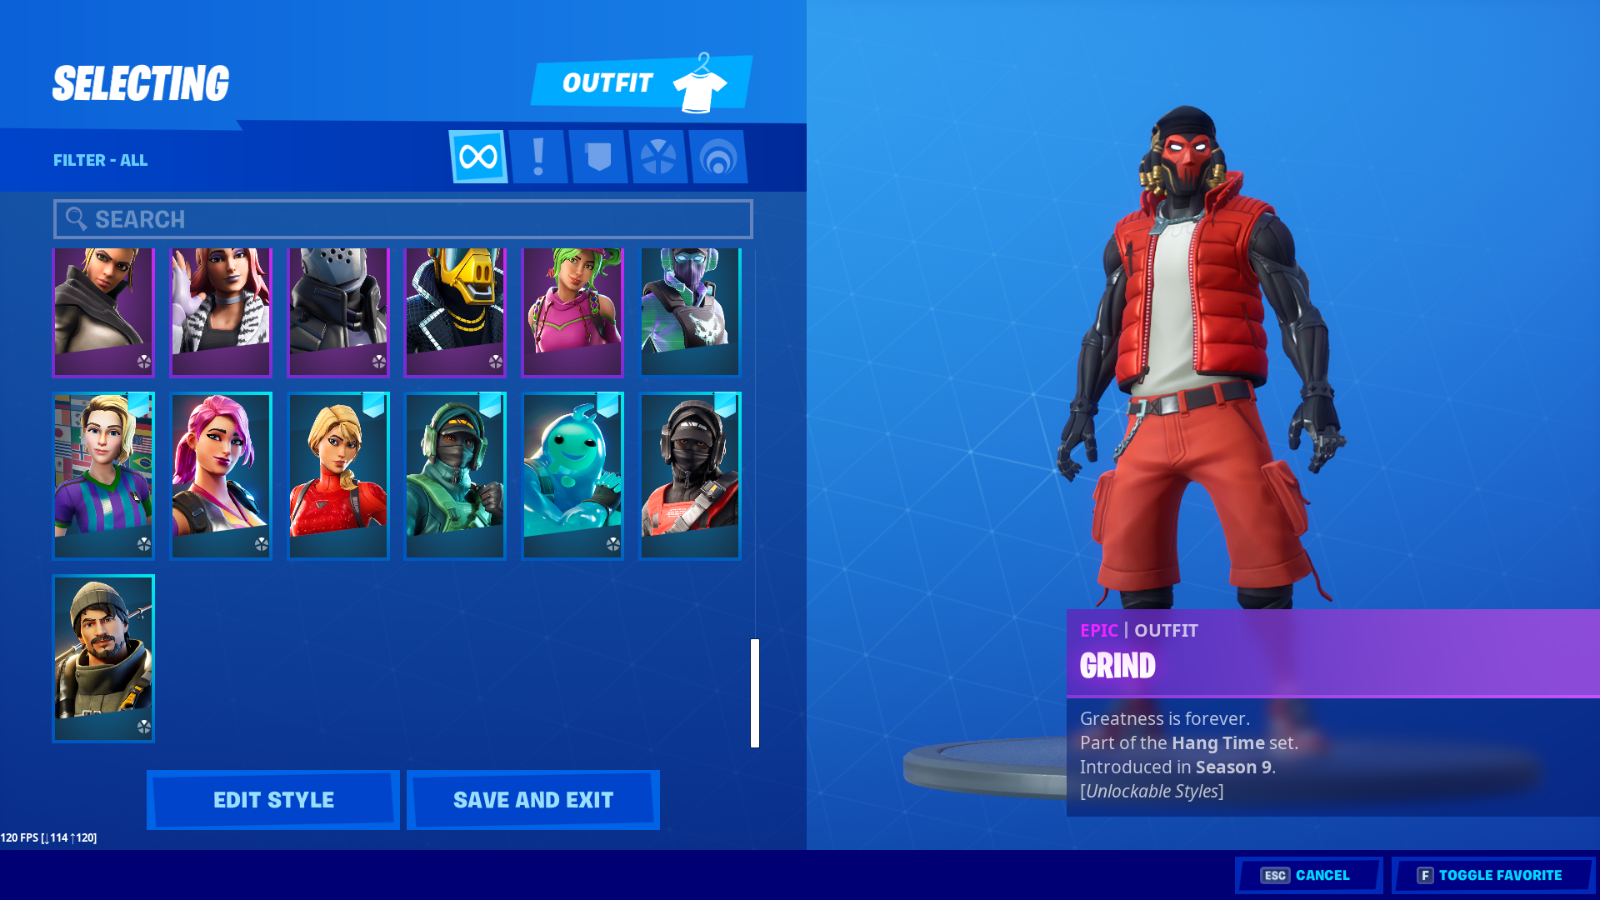 SELECTING
OUTFIT
FILTER - ALL
SEARCH
EPIC | OUTFIT
GRIND
Greatness is forever.
Part of the Hang Time set.
Introduced in Season 9.
[Unlockable Styles]
EDIT STYLE
SAVE AND EXIT
120 FPS [↓114 ↑120]
ESC CANCEL
F TOGGLE FAVORITE